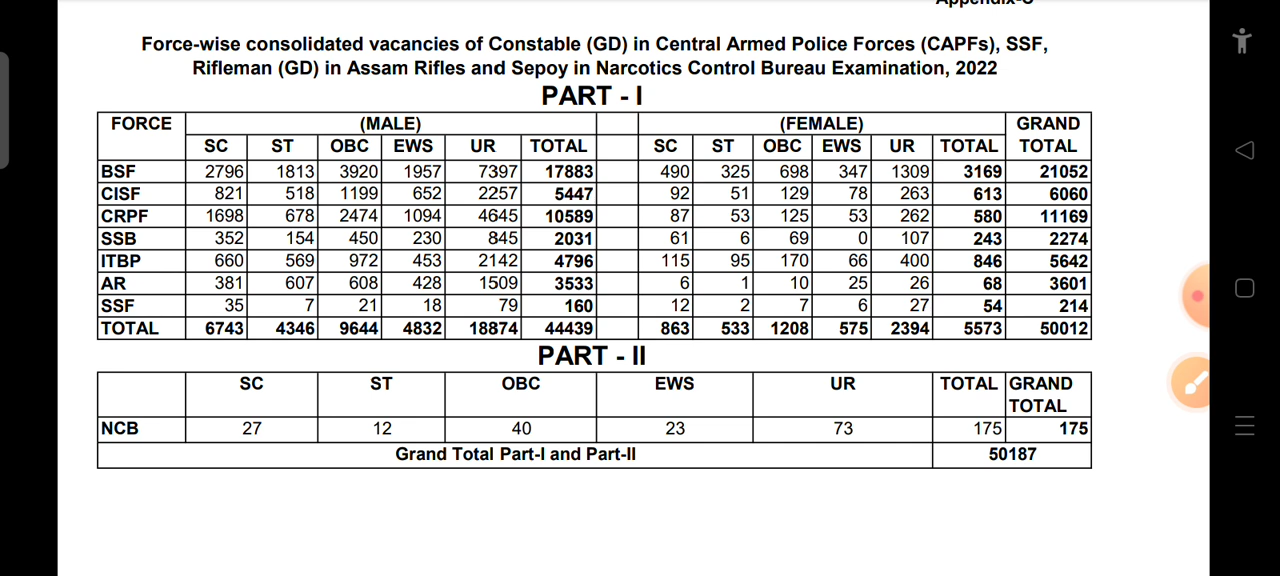 Appendix-C
Force-wise consolidated vacancies of Constable (GD) in Central Armed Police Forces (CAPFs), SSF,
Rifleman (GD) in Assam Rifles and Sepoy in Narcotics Control Bureau Examination, 2022
PART - I
FORCE (MALE) (FEMALE) GRAND
SC ST OBC EWS UR TOTAL SC ST OBC EWS UR TOTAL TOTAL
BSF 2796 1813 3920 1957 7397 17883 490 325 698 347 1309 3169 21052
CISF 821 518 1199 652 2257 5447 92 51 129 78 263 613 6060
CRPF 1698 678 2474 1094 4645 10589 87 53 125 53 262 580 11169
SSB 352 154 450 230 845 2031 61 6 69 0 107 243 2274
ITBP 660 569 972 453 2142 4796 115 95 170 66 400 846 5642
AR 381 607 608 428 1509 3533 6 1 10 25 26 68 3601
SSF 35 7 21 18 79 160 12 2 7 6 27 54 214
TOTAL 6743 4346 9644 4832 18874 44439 863 533 1208 575 2394 5573 50012
PART - II
SC ST OBC EWS UR TOTAL GRAND
TOTAL
NCB 27 12 40 23 73 175 175
Grand Total Part-I and Part-II 50187